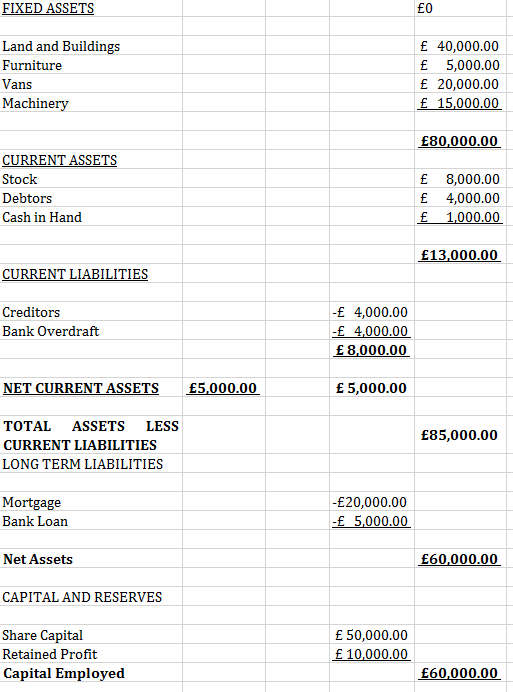 FIXED ASSETS £0
Land and Buildings £ 40,000.00
Furniture £ 5,000.00
Vans £ 20,000.00
Machinery £ 15,000.00
£80,000.00
CURRENT ASSETS
Stock £ 8,000.00
Debtors £ 4,000.00
Cash in Hand £ 1,000.00
£13,000.00
CURRENT LIABILITIES
Creditors -£ 4,000.00
Bank Overdraft -£ 4,000.00
£ 8,000.00
NET CURRENT ASSETS £5,000.00 £ 5,000.00
TOTAL ASSETS LESS
CURRENT LIABILITIES £85,000.00
LONG TERM LIABILITIES
Mortgage -£20,000.00
Bank Loan -£ 5,000.00
Net Assets £60,000.00
CAPITAL AND RESERVES
Share Capital £ 50,000.00
Retained Profit £ 10,000.00
Capital Employed £60,000.00